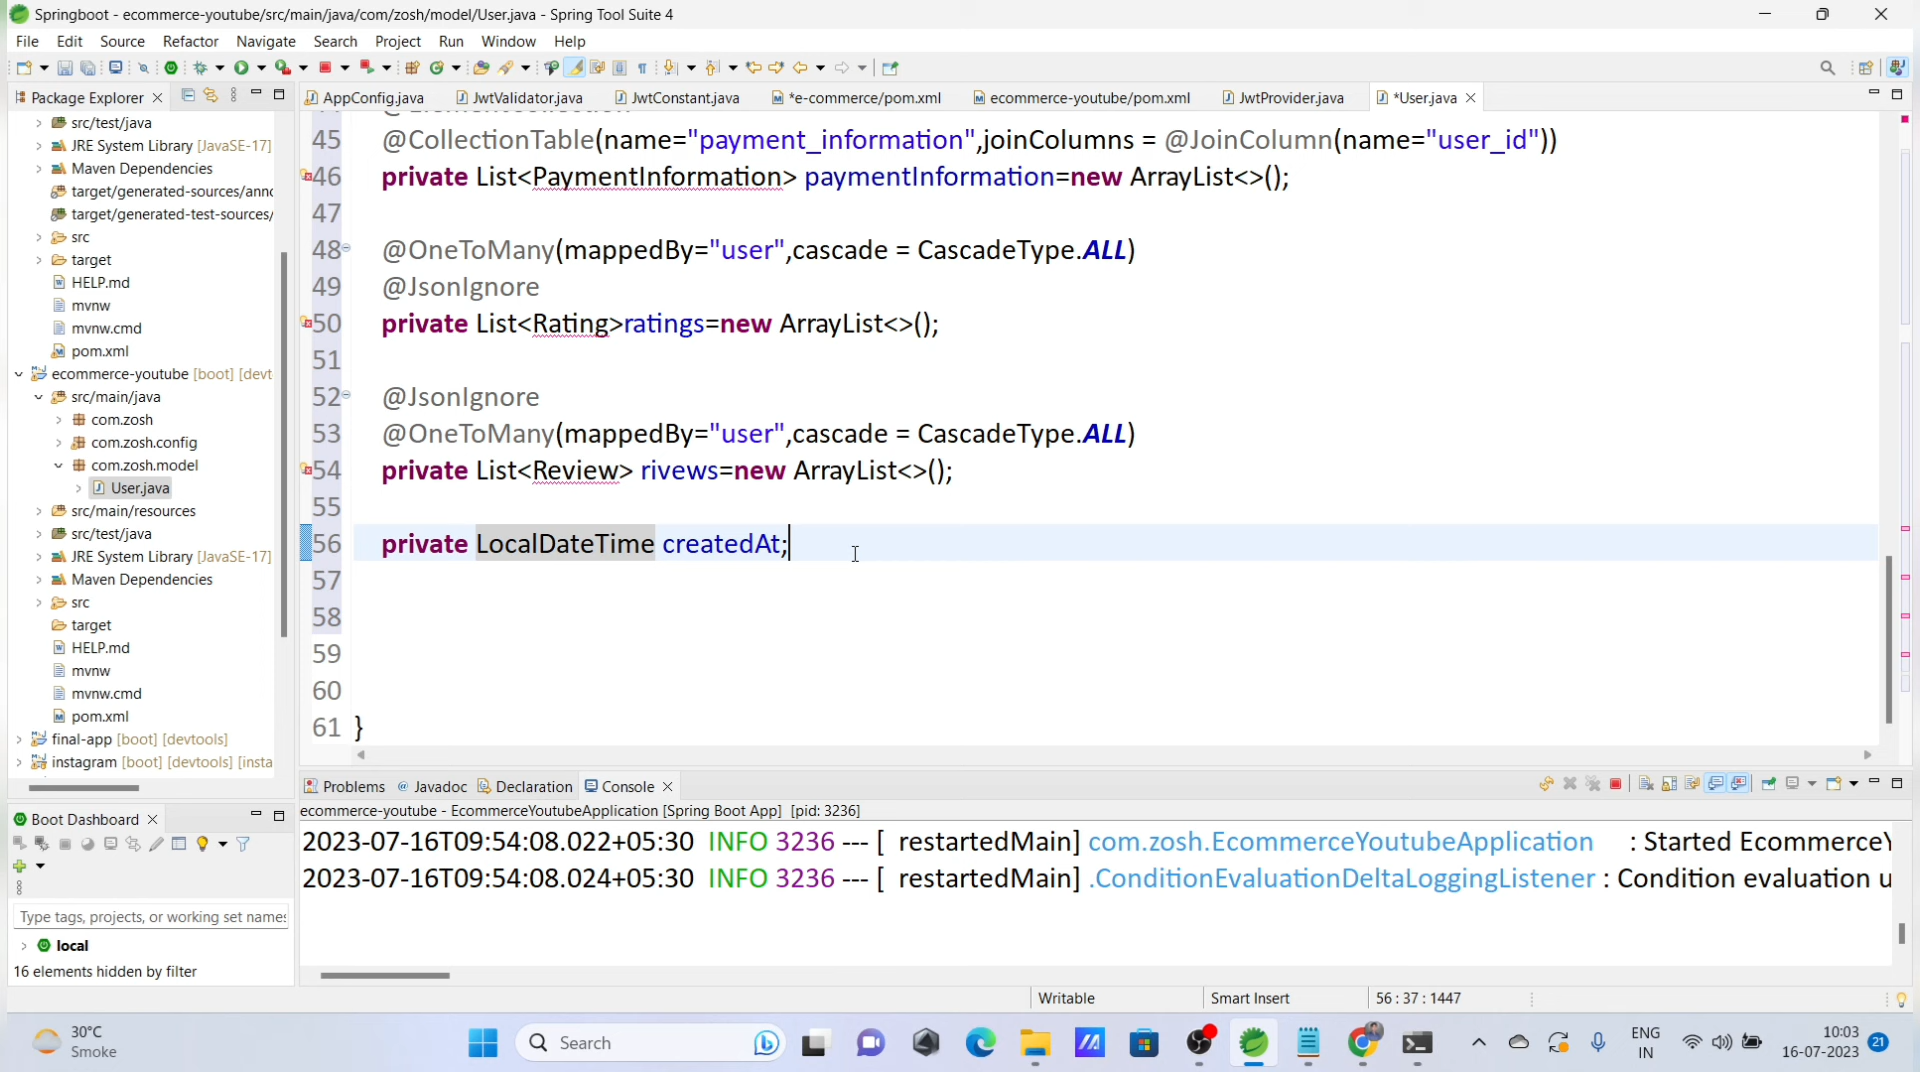 Springboot - ecommerce-youtube/src/main/java/com/zosh/model/User.java - Spring Tool Suite 4
File Edit Source Refactor Navigate Search Project Run Window Help
Package Explorer
AppConfig.java JwtValidator.java JwtConstant.java *e-commerce/pom.xml ecommerce-youtube/pom.xml JwtProvider.java *User.java
src/test/java
JRE System Library [JavaSE-17]
Maven Dependencies
target/generated-sources/anno
target/generated-test-sources/
src
target
HELP.md
mvnw
mvnw.cmd
pom.xml
ecommerce-youtube [boot] [devt
src/main/java
com.zosh
com.zosh.config
com.zosh.model
User.java
src/main/resources
src/test/java
JRE System Library [JavaSE-17]
Maven Dependencies
src
target
HELP.md
mvnw
mvnw.cmd
pom.xml
final-app [boot] [devtools]
instagram [boot] [devtools] [insta
45 @CollectionTable(name="payment_information",joinColumns = @JoinColumn(name="user_id"))
46 private List<PaymentInformation> paymentInformation=new ArrayList<>();
47
48 @OneToMany(mappedBy="user",cascade = CascadeType.ALL)
49 @JsonIgnore
50 private List<Rating>ratings=new ArrayList<>();
51
52 @JsonIgnore
53 @OneToMany(mappedBy="user",cascade = CascadeType.ALL)
54 private List<Review> rivews=new ArrayList<>();
55
56 private LocalDateTime createdAt;
57
58
59
60
61 }
Boot Dashboard
Type tags, projects, or working set names
local
16 elements hidden by filter
Problems Javadoc Declaration Console
ecommerce-youtube - EcommerceYoutubeApplication [Spring Boot App] [pid: 3236]
2023-07-16T09:54:08.022+05:30 INFO 3236 --- [ restartedMain] com.zosh.EcommerceYoutubeApplication : Started EcommerceY
2023-07-16T09:54:08.024+05:30 INFO 3236 --- [ restartedMain] .ConditionEvaluationDeltaLoggingListener : Condition evaluation u
Writable Smart Insert 56 : 37 : 1447
30°C
Smoke
Search
ENG
IN
10:03
16-07-2023
21